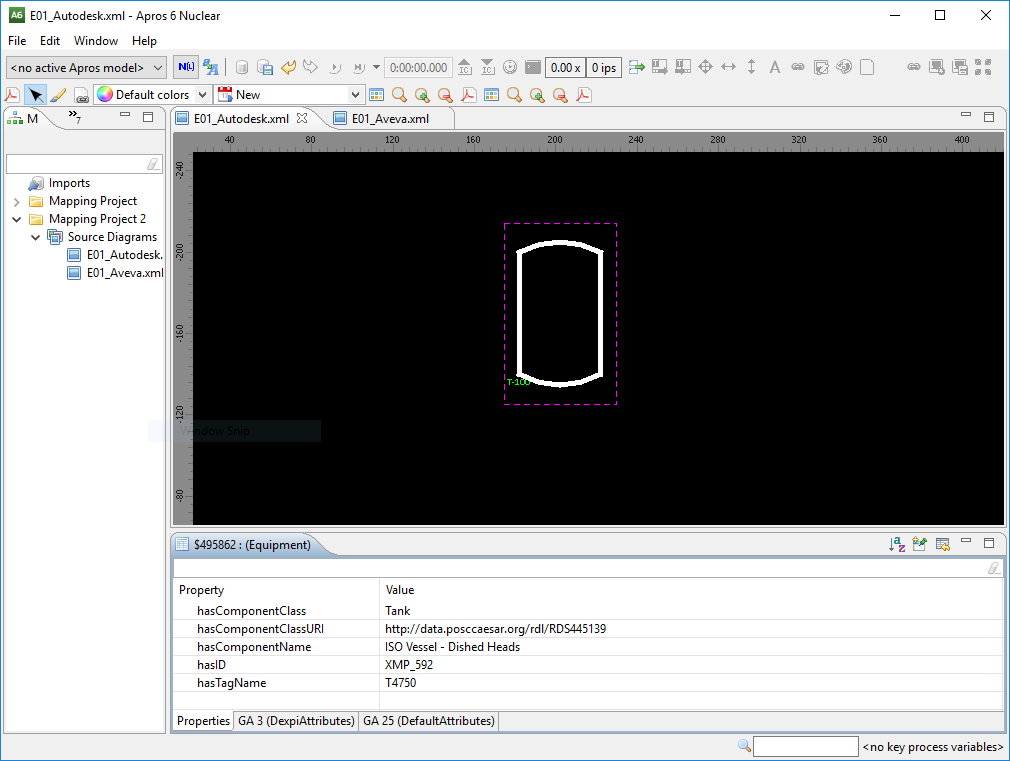 A6 E01_Autodesk.xml - Apros 6 Nuclear
File Edit Window Help
<no active Apros model> N(t) 0:00:00.000 IC IC 0.00 x 0 ips A
Default colors New
M »7 E01_Autodesk.xml E01_Aveva.xml
40 80 120 160 200 240 280 320 360 400
-240
-200
-160
-120
-80
Imports
Mapping Project
Mapping Project 2
Source Diagrams
E01_Autodesk.
E01_Aveva.xml
T-100
Window Snip
$495862 : (Equipment)
Property Value
hasComponentClass Tank
hasComponentClassURI http://data.posccaesar.org/rdl/RDS445139
hasComponentName ISO Vessel - Dished Heads
hasID XMP_592
hasTagName T4750
Properties GA 3 (DexpiAttributes) GA 25 (DefaultAttributes)
<no key process variables>